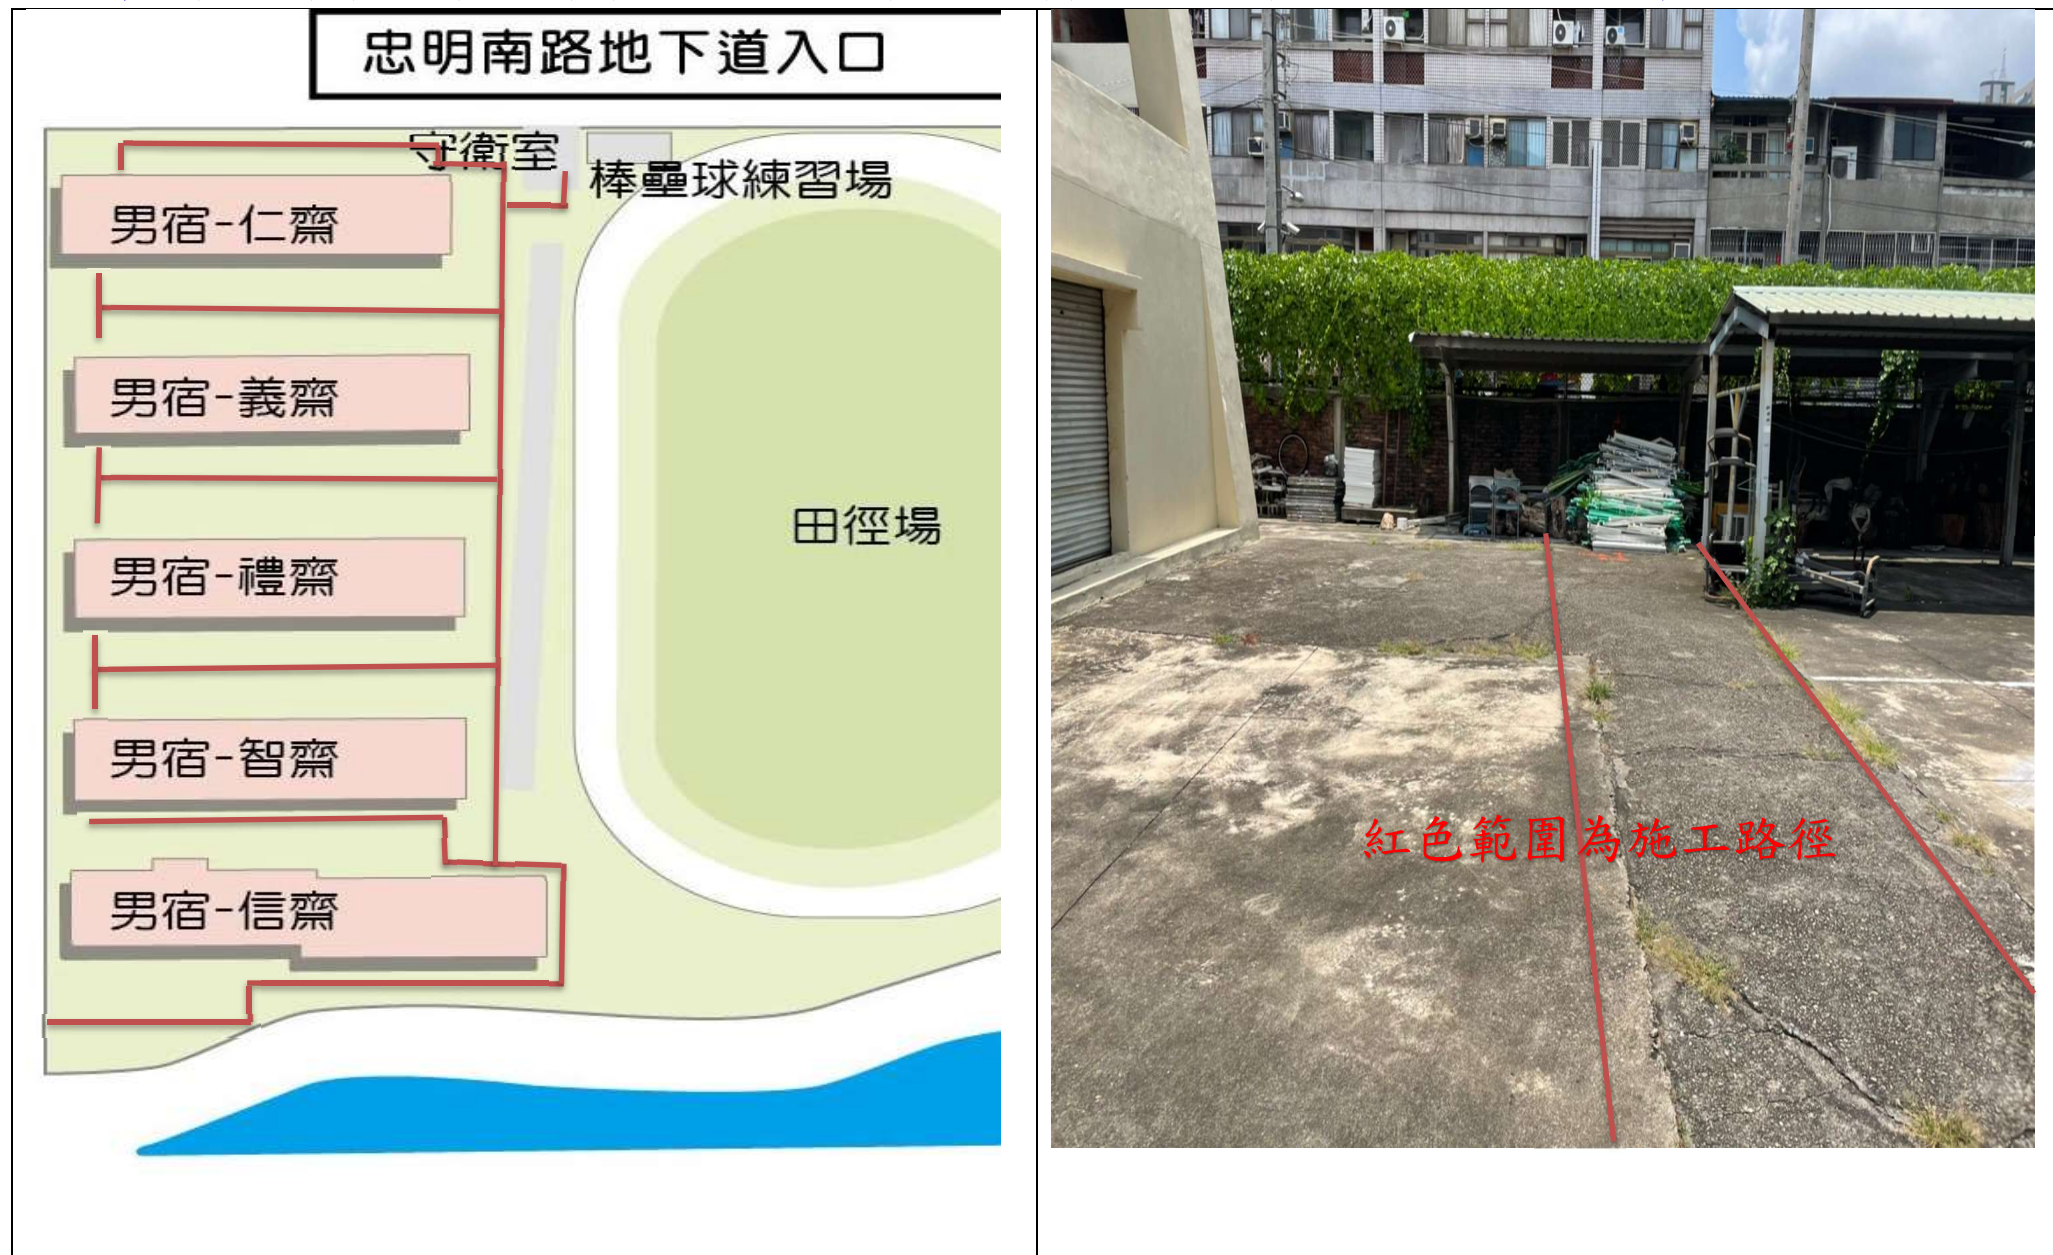 忠明南路地下道入口
守衛室
棒壘球練習場
男宿-仁齋
男宿-義齋
田徑場
男宿-禮齋
男宿-智齋
男宿-信齋
紅色範圍為施工路徑